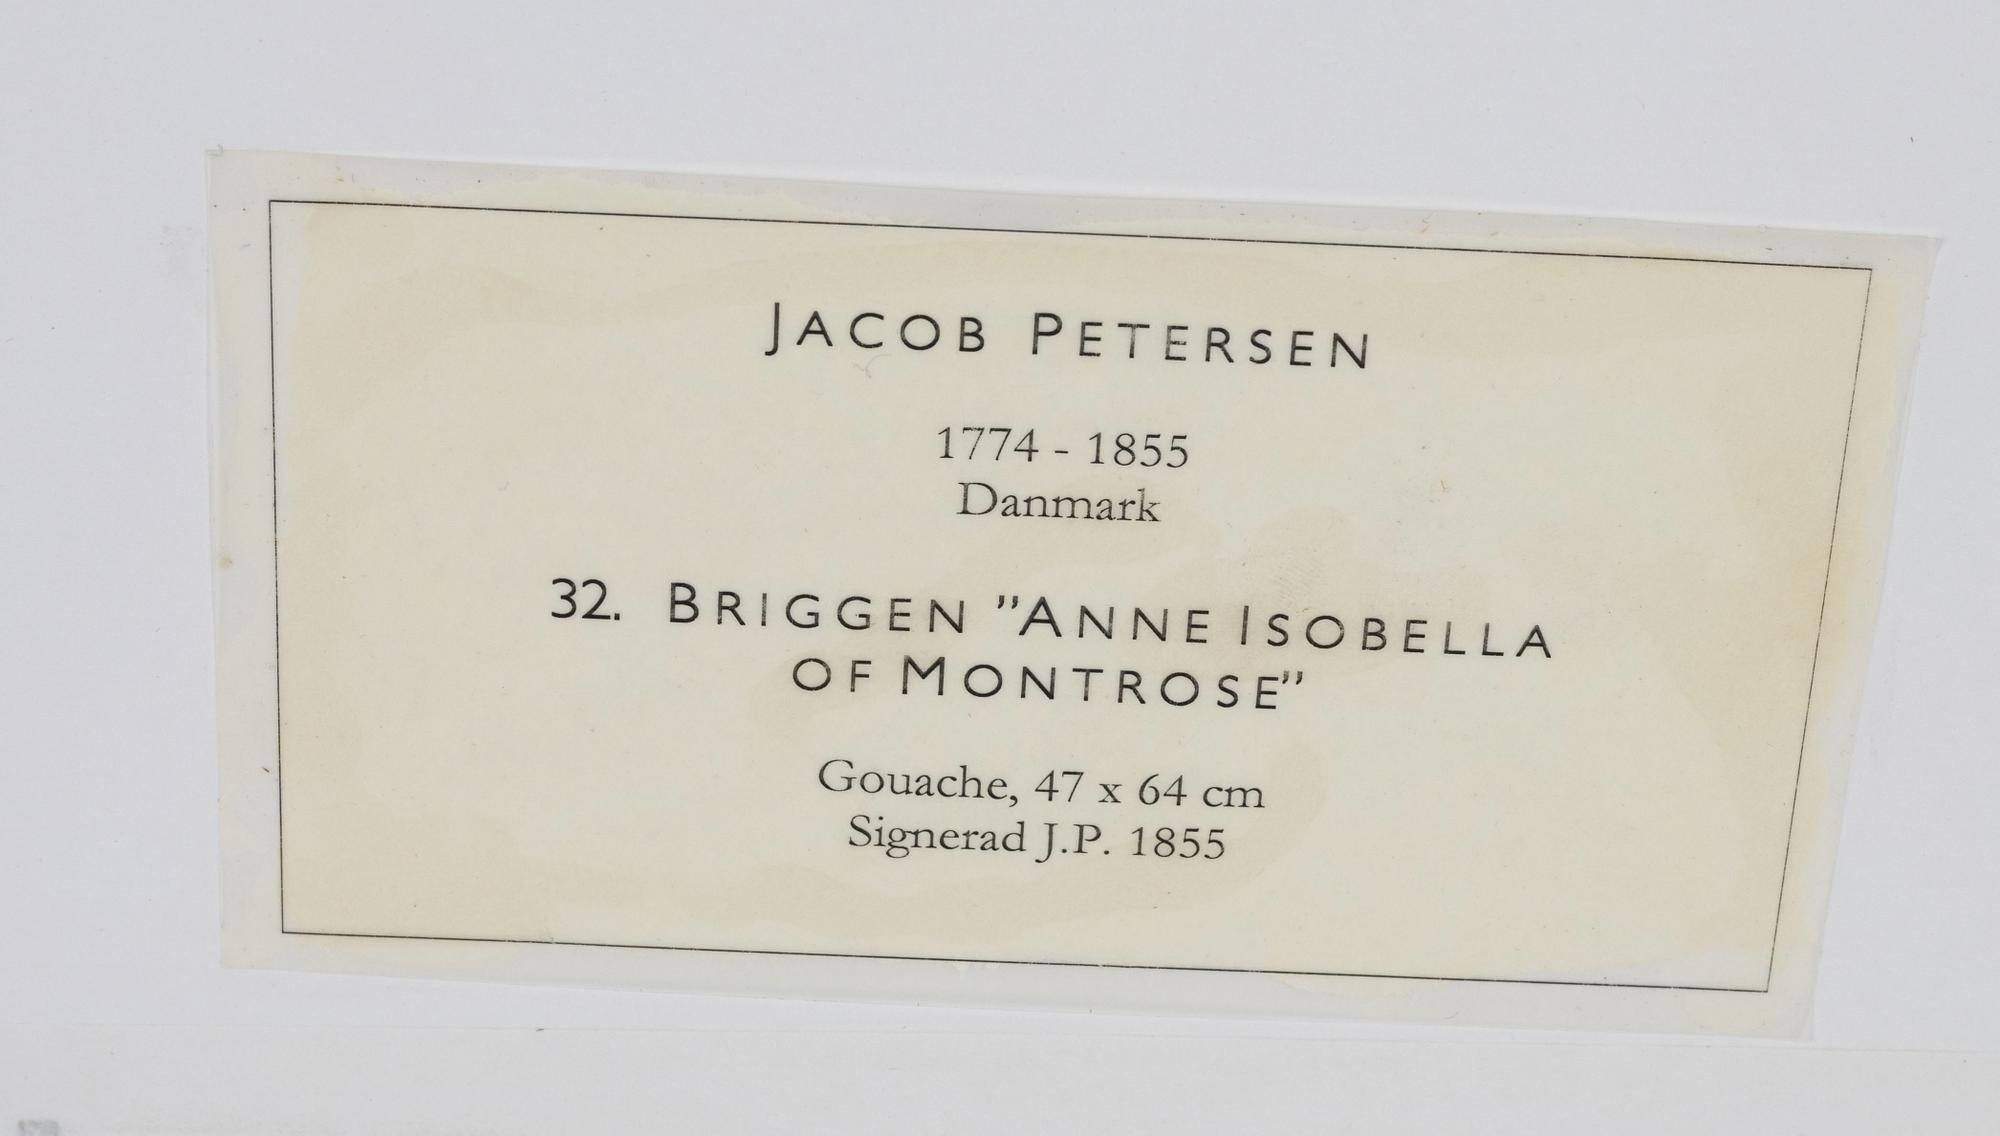 JACOB PETERSEN
1774 - 1855
Danmark
32. BRIGGEN "ANNE ISOBELLA
OF MONTROSE"
Gouache, 47 x 64 cm
Signerad J.P. 1855